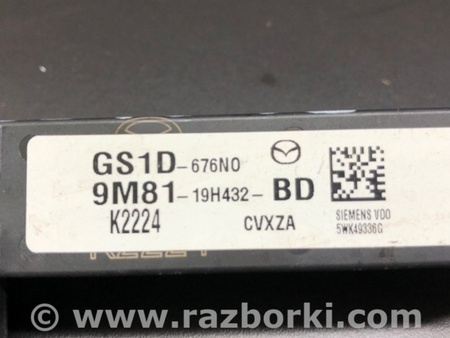 GS1D-676N0
9M81-19H432-BD
K2224 CVXZA
SIEMENS VDO
5WK49336G
© www.razborki.com